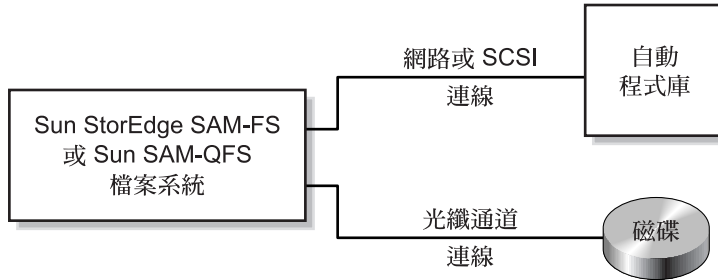 網路或 SCSI
連線
自動
程式庫
Sun StorEdge SAM-FS
或 Sun SAM-QFS
檔案系統
光纖通道
連線
磁碟